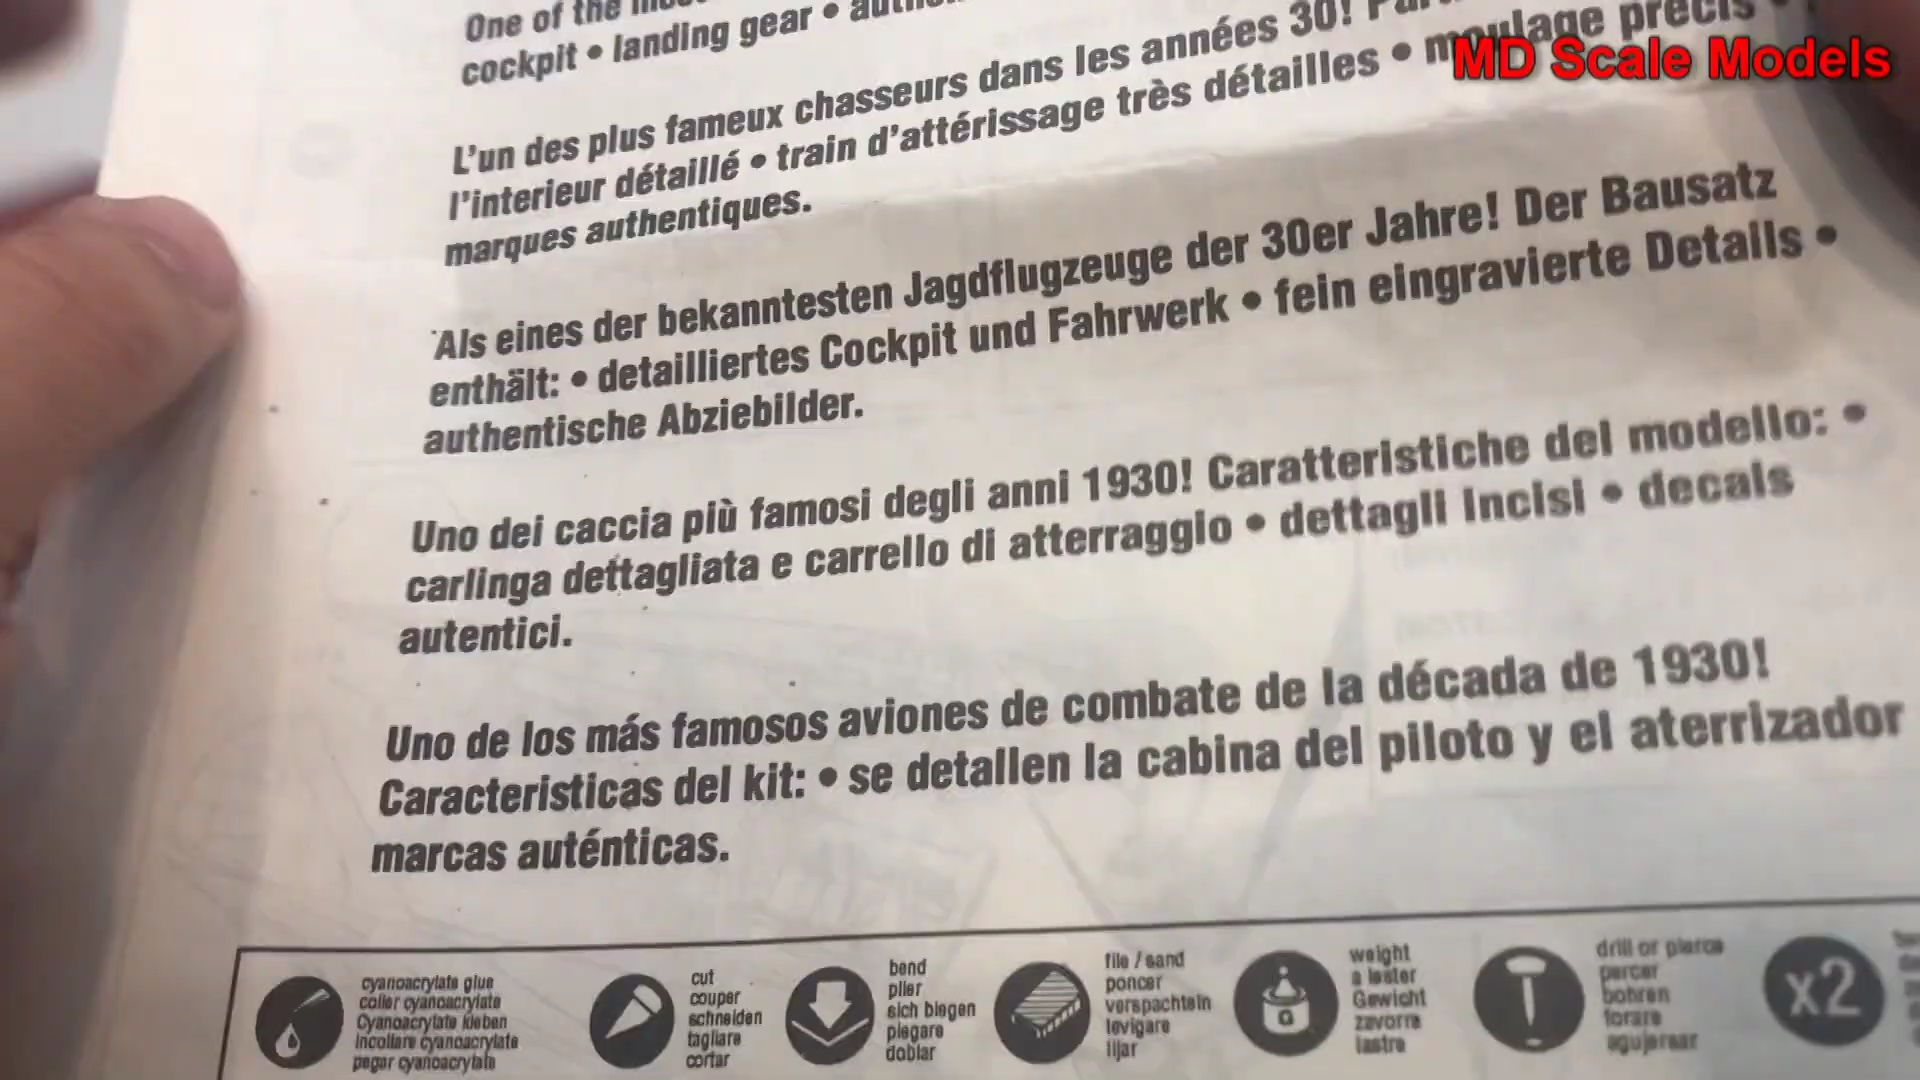 One of the
cockpit • landing gear •
MD Scale Models
L'un des plus fameux chasseurs dans les années 30!
l'interieur détaillé • train d'attérissage très détailles • moulage précis •
marques authentiques.
Als eines der bekanntesten Jagdflugzeuge der 30er Jahre! Der Bausatz
enthält: • detailliertes Cockpit und Fahrwerk • fein eingravierte Details •
authentische Abziebilder.
Uno dei caccia più famosi degli anni 1930! Caratteristiche del modello: •
carlinga dettagliata e carrello di atterraggio • dettagli incisi • decals
autentici.
Uno de los más famosos aviones de combate de la década de 1930!
Caracteristicas del kit: • se detallen la cabina del piloto y el aterrizador
marcas auténticas.
cyanoacrylate glue
coller cyanoacrylate
Cyanoacrylate kleben
incollare cyanoacrylate
pegar cyanoacrylate
cut
couper
schneiden
tagliare
cortar
bend
plier
sich biegen
piegare
doblar
file / sand
poncer
verspachteln
levigare
lijar
G
weight
a lester
Gewicht
zavorra
lastre
drill or pierce
percer
bohren
forare
agujerear
x2